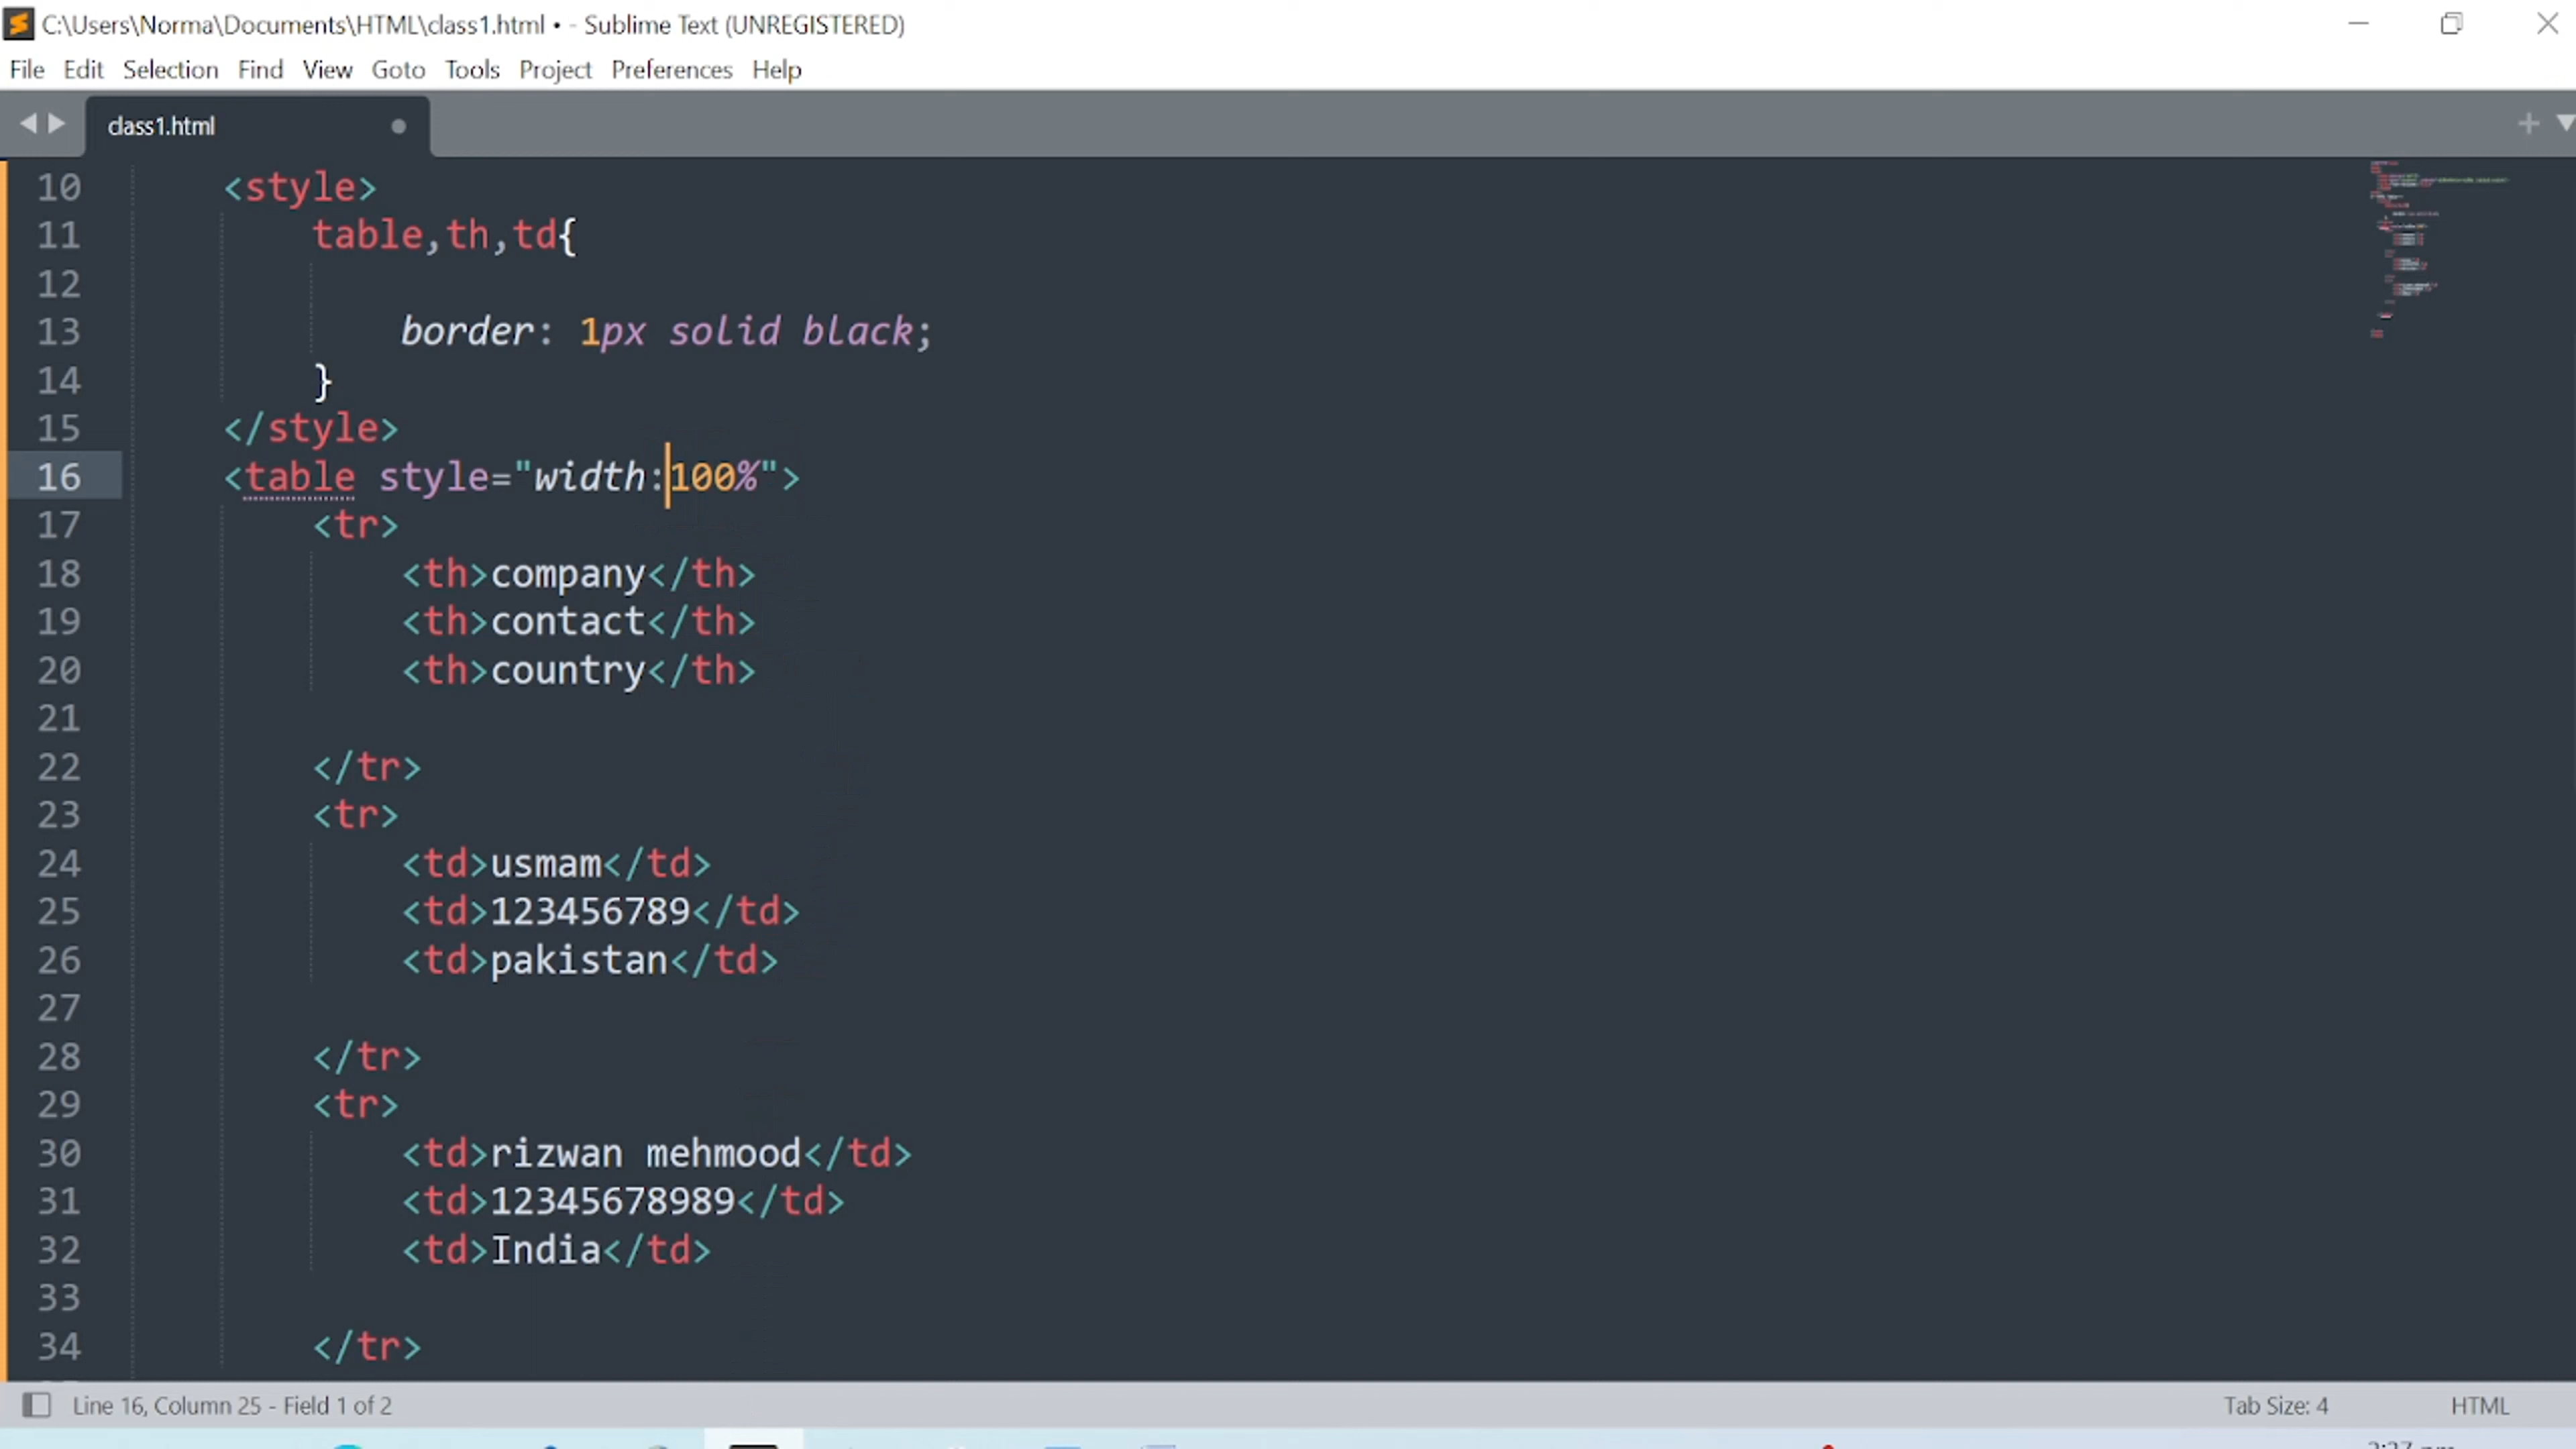 C:\Users\Norma\Documents\HTML\class1.html • - Sublime Text (UNREGISTERED)
File Edit Selection Find View Goto Tools Project Preferences Help
class1.html
10 <style>
11 table,th,td{
12
13 border: 1px solid black;
14 }
15 </style>
16 <table style="width:100%">
17 <tr>
18 <th>company</th>
19 <th>contact</th>
20 <th>country</th>
21
22 </tr>
23 <tr>
24 <td>usmam</td>
25 <td>123456789</td>
26 <td>pakistan</td>
27
28 </tr>
29 <tr>
30 <td>rizwan mehmood</td>
31 <td>12345678989</td>
32 <td>India</td>
33
34 </tr>
Line 16, Column 25 - Field 1 of 2 Tab Size: 4 HTML